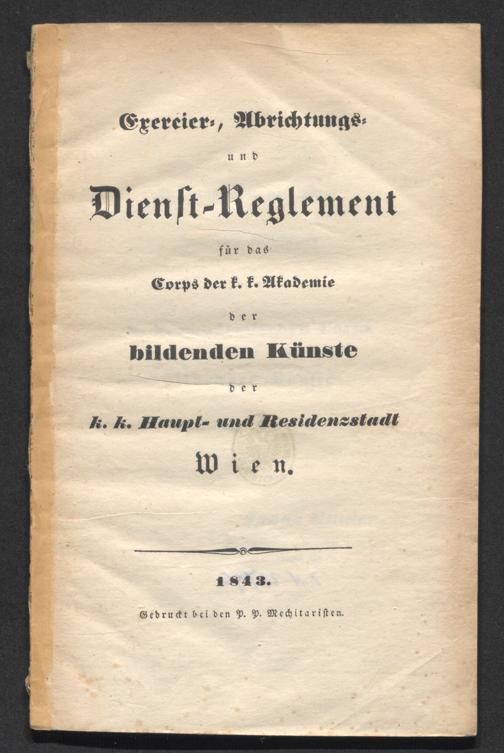 Exercier-, Abrichtungs-
und
Dienſt-Reglement
für das
Corps der k. k. Akademie
der
bildenden Künste
der
k. k. Haupt- und Residenzstadt
Wien.
1843.
Gedruckt bei den P. P. Mechitariſten.